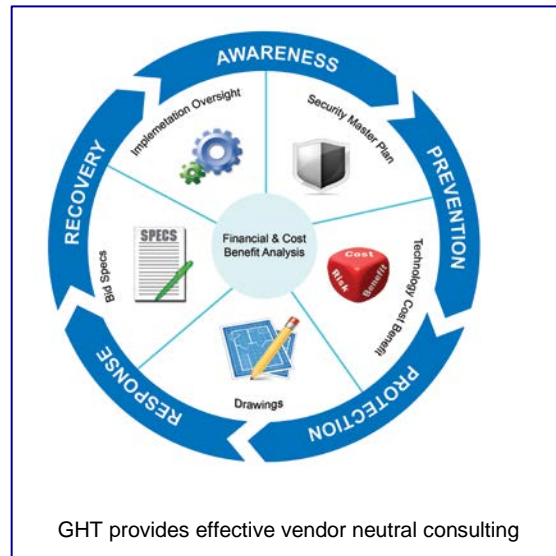 AWARENESS
PREVENTION
PROTECTION
RESPONSE
RECOVERY
Implemetation Oversight
Security Master Plan
Technology Cost Benefit
Drawings
Bid Specs
SPECS
Cost
Risk
Benefit
Financial & Cost
Benefit Analysis
GHT provides effective vendor neutral consulting